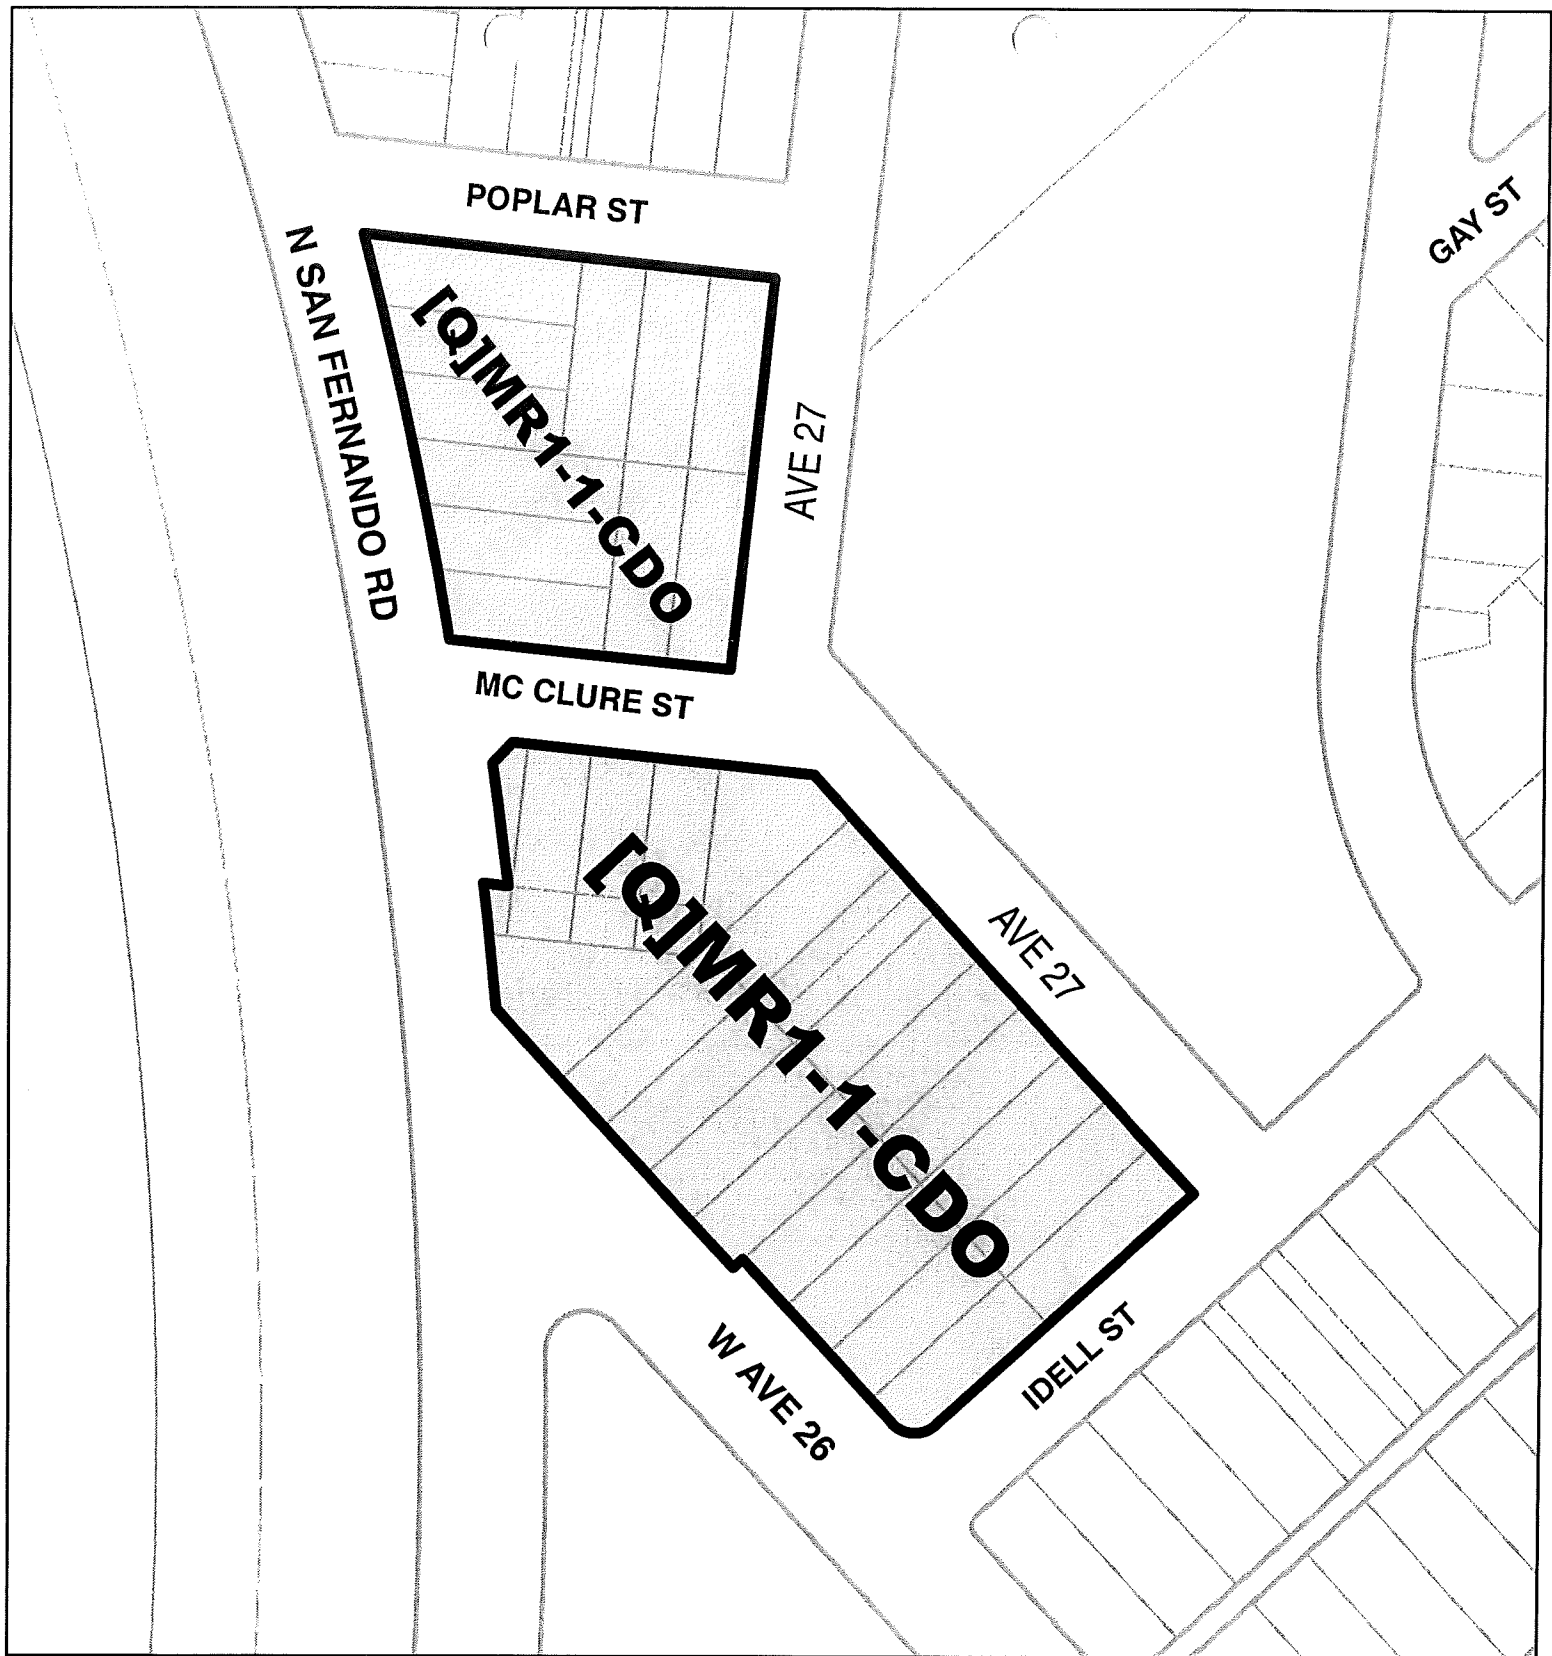 POPLAR ST
GAY ST
N SAN FERNANDO RD
[Q]MR1-1-CDO
AVE 27
MC CLURE ST
[Q]MR1-1-CDO
AVE 27
W AVE 26
IDELL ST